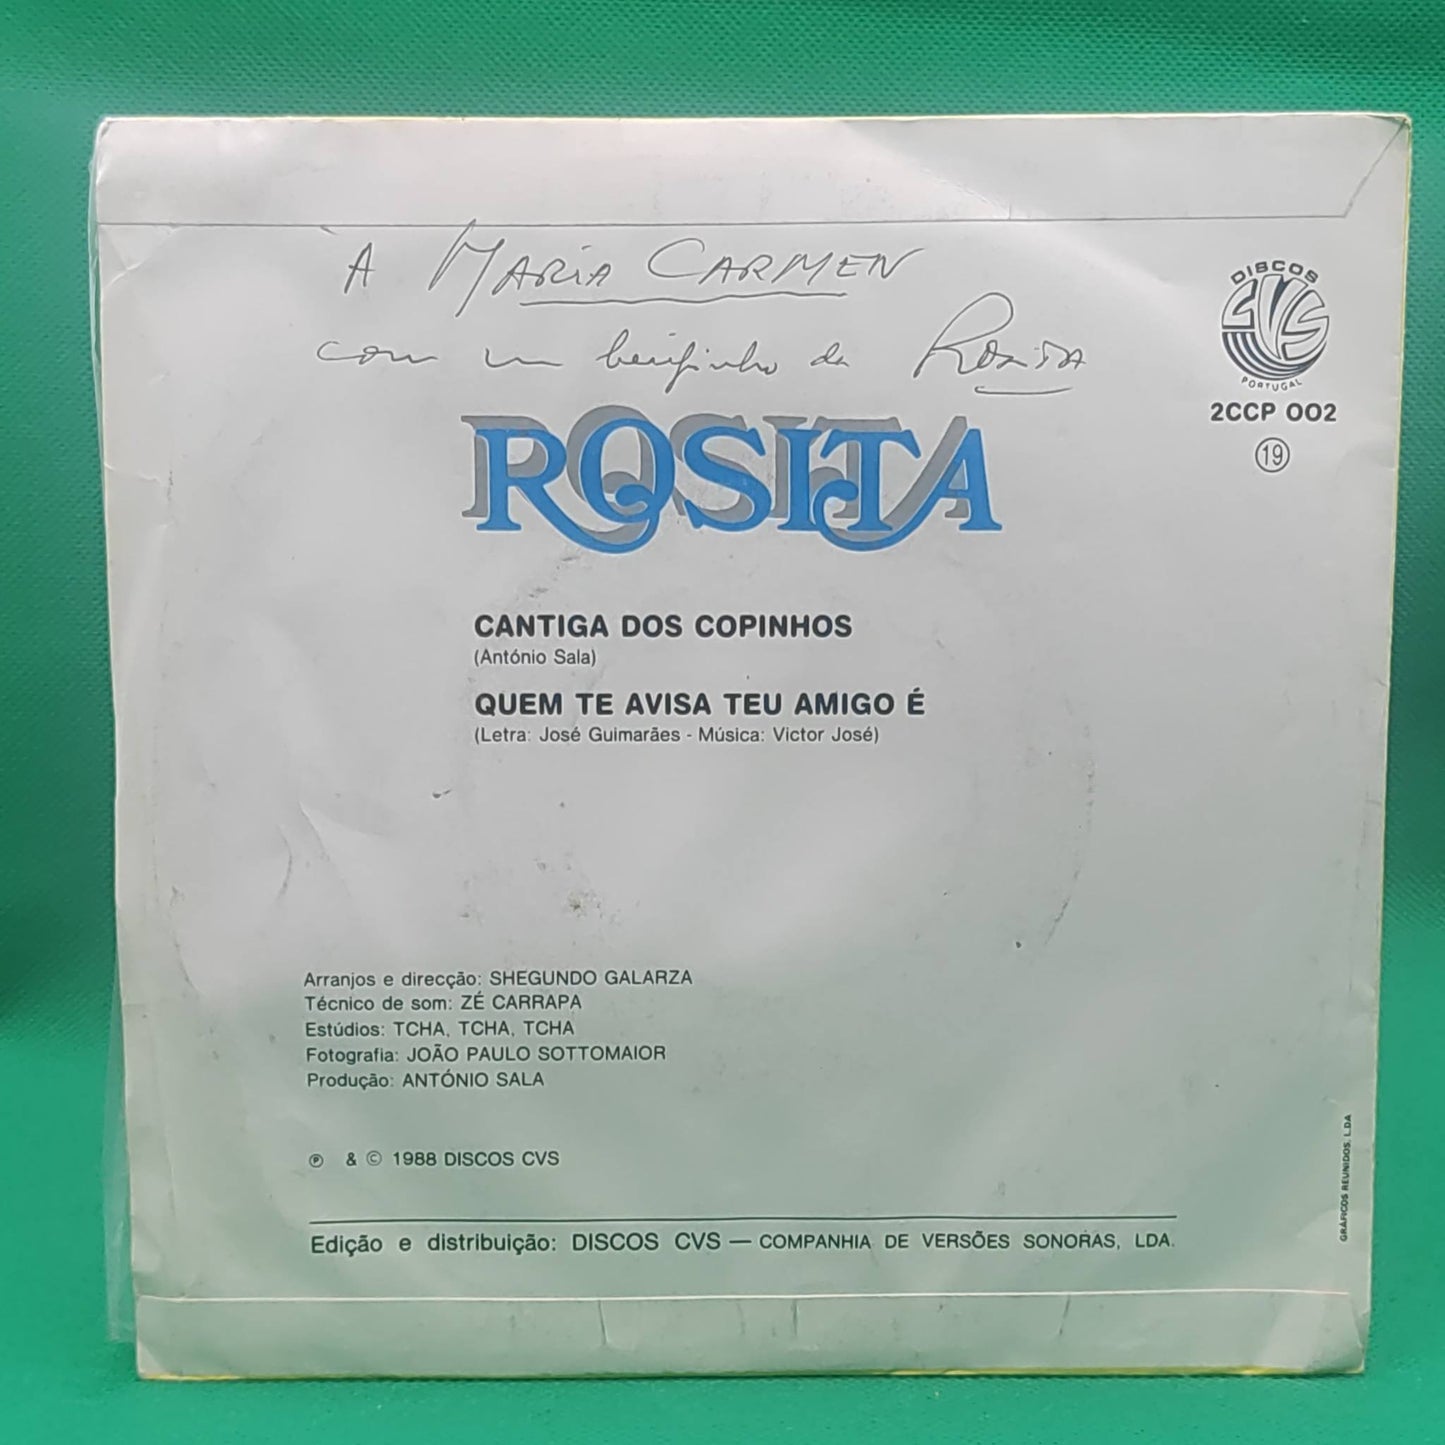 À MARIA CARMEN
com um beijinho da ROSITA
DISCOS
CVS
PORTUGAL
2CCP 002
19
ROSITA
CANTIGA DOS COPINHOS
(António Sala)
QUEM TE AVISA TEU AMIGO É
(Letra: José Guimarães - Música: Victor José)
Arranjos e direcção: SHEGUNDO GALARZA
Técnico de som: ZÉ CARRAPA
Estúdios: TCHA, TCHA, TCHA
Fotografia: JOÃO PAULO SOTTOMAIOR
Produção: ANTÓNIO SALA
℗ & © 1988 DISCOS CVS
Edição e distribuição: DISCOS CVS — COMPANHIA DE VERSÕES SONORAS, LDA.
GRÁFICOS REUNIDOS, L.DA